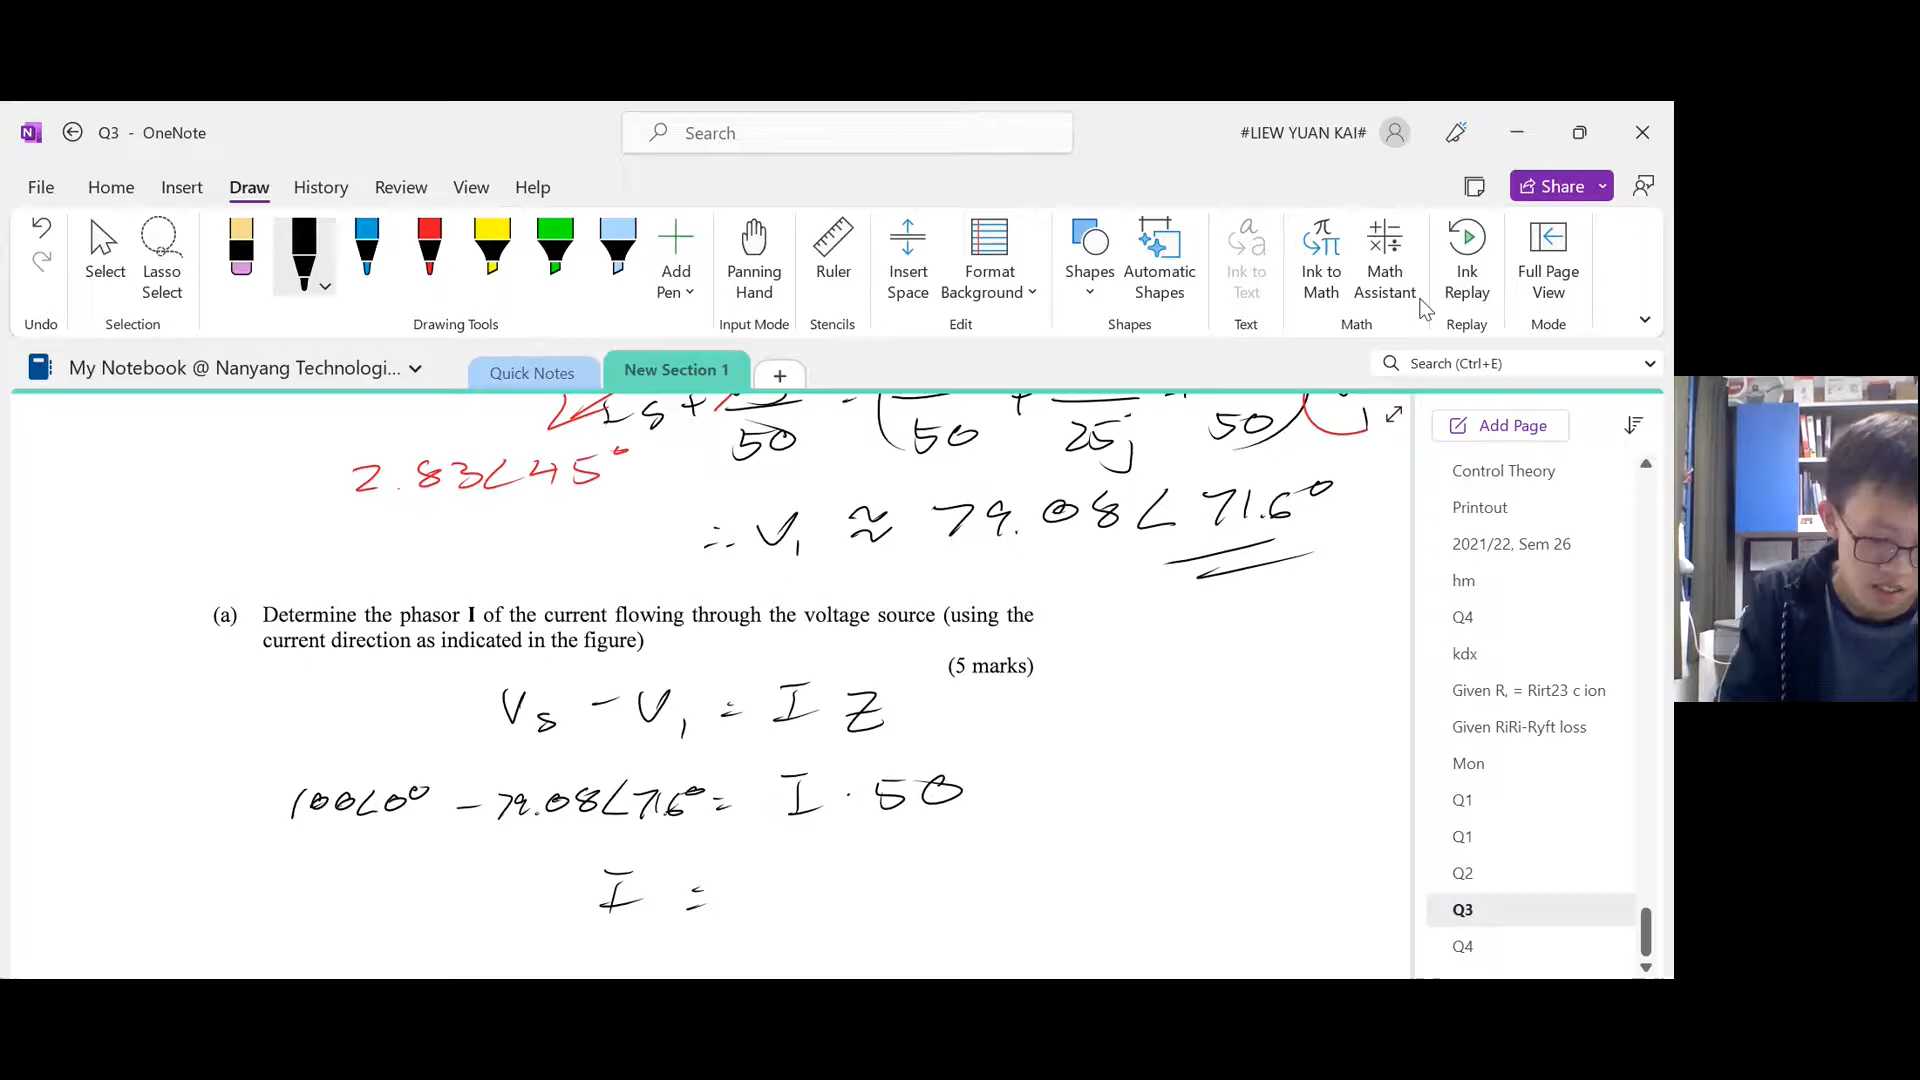 Q3 - OneNote
Search
#LIEW YUAN KAI#
File Home Insert Draw History Review View Help
Share
Select
Lasso Select
Add Pen
Panning Hand
Ruler
Insert Space
Format Background
Shapes
Automatic Shapes
Ink to Text
Ink to Math
Math Assistant
Ink Replay
Full Page View
Undo
Selection
Drawing Tools
Input Mode
Stencils
Edit
Shapes
Text
Math
Replay
Mode
My Notebook @ Nanyang Technologi...
Quick Notes
New Section 1
+
Search (Ctrl+E)
Add Page
Control Theory
Printout
2021/22, Sem 26
hm
Q4
kdx
Given R, = Rirt23 c ion
Given RiRi-Ryft loss
Mon
Q1
Q1
Q2
Q3
Q4
50 50 25j 50
2.83∠45°
∴ V₁ ≈ 79.08∠71.6°
(a) Determine the phasor I of the current flowing through the voltage source (using the
current direction as indicated in the figure)
(5 marks)
Vs - V₁ = I Z
100∠0° - 79.08∠71.6° = I · 50
I =